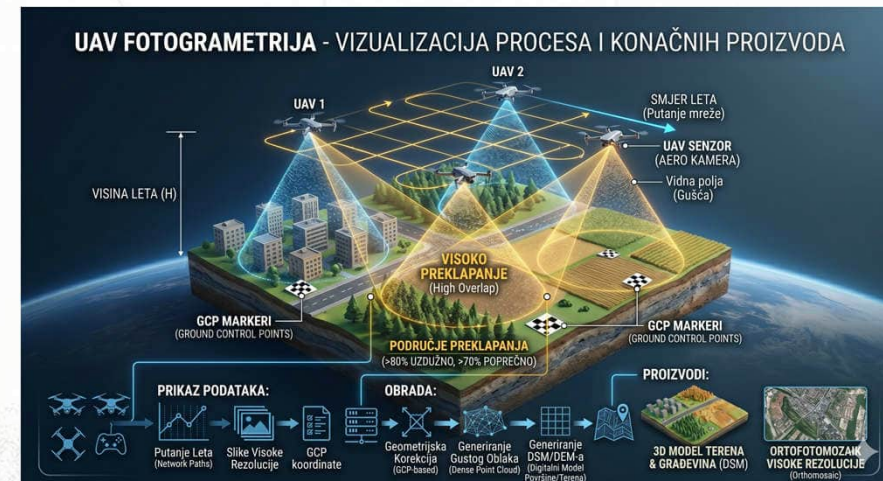 UAV FOTOGRAMETRIJA - VIZUALIZACIJA PROCESA I KONAČNIH PROIZVODA
UAV 2
UAV 1
SMJER LETA
(Putanje mreže)
UAV SENZOR
(AERO KAMERA)
VISINA LETA (H)
Vidna polja
(Gušća)
VISOKO
PREKLAPANJE
(High Overlap)
GCP MARKERI
(GROUND CONTROL POINTS)
GCP MARKERI
(GROUND CONTROL POINTS)
PODRUČJE PREKLAPANJA
(>80% UZDUŽNO, >70% POPREČNO)
PRIKAZ PODATAKA:
Putanje Leta
(Network Paths)
Slike Visoke
Rezolucije
GCP
koordinate
OBRADA:
Geometrijska
Korekcija
(GCP-based)
Generiranje
Gustog Oblaka
(Dense Point Cloud)
Generiranje
DSM/DEM-a
(Digitalni Model
Površine/Terena)
PROIZVODI:
3D MODEL TERENA
& GRAĐEVINA (DSM)
ORTOFOTOMOZAIK
VISOKE REZOLUCIJE
(Orthomosaic)